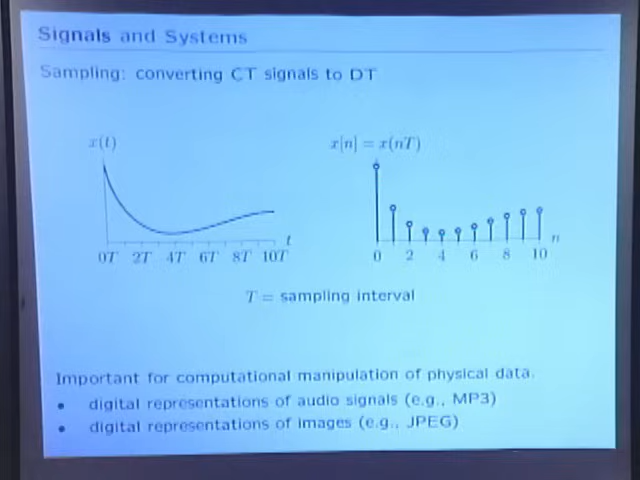 Signals and Systems
Sampling: converting CT signals to DT
x(t)
x[n] = x(nT)
t
n
0T 2T 4T 6T 8T 10T
0 2 4 6 8 10
T = sampling interval
Important for computational manipulation of physical data.
• digital representations of audio signals (e.g., MP3)
• digital representations of images (e.g., JPEG)